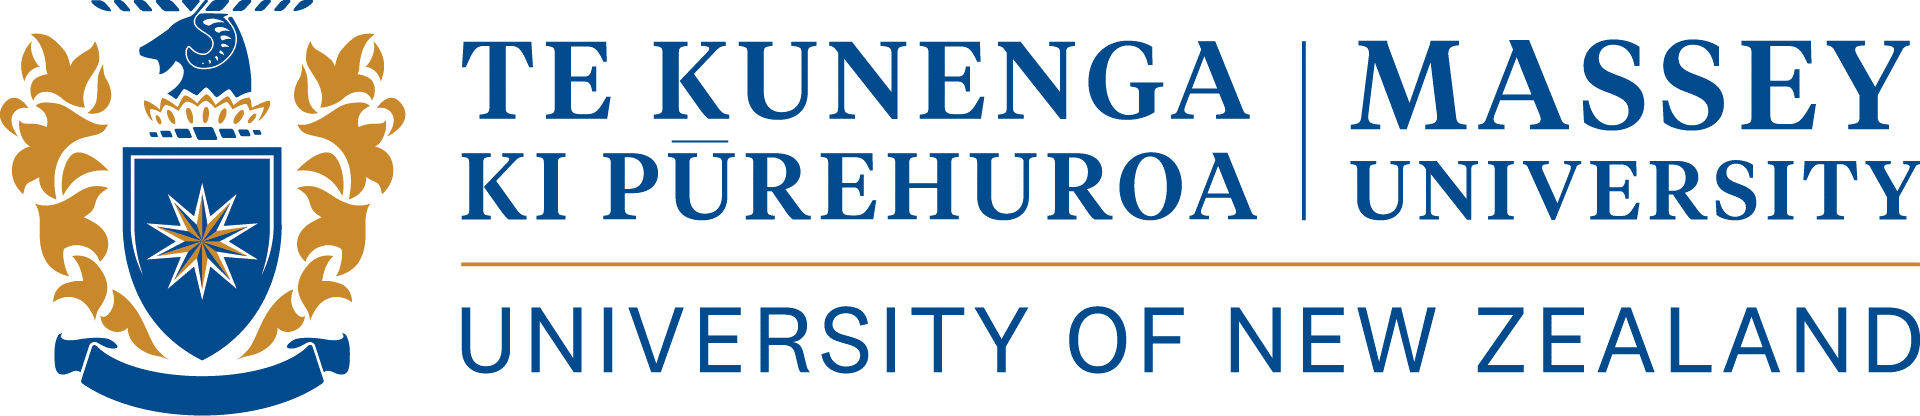 TE KUNENGA
KI PŪREHUROA
MASSEY
UNIVERSITY
UNIVERSITY OF NEW ZEALAND